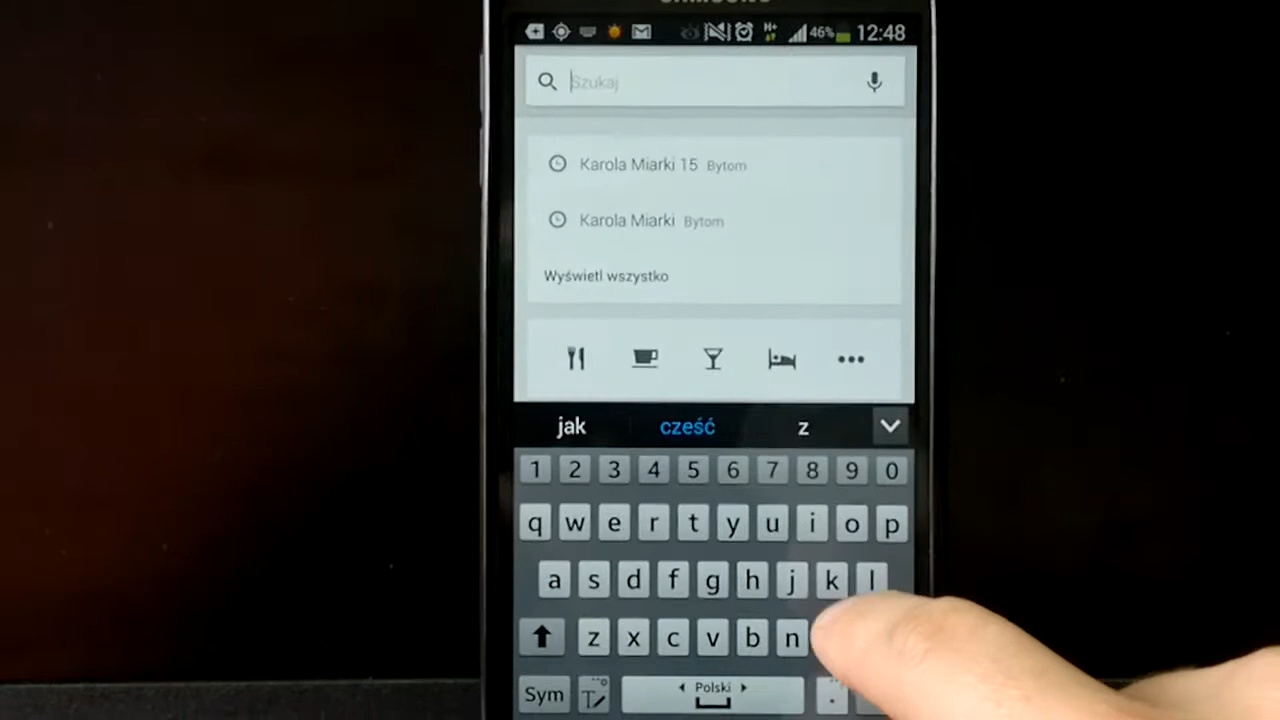 SAMSUNG
46% 12:48
Szukaj
Karola Miarki 15 Bytom
Karola Miarki Bytom
Wyświetl wszystko
jak cześć z
1 2 3 4 5 6 7 8 9 0
q w e r t y u i o p
a s d f g h j k l
z x c v b n
Sym T Polski .